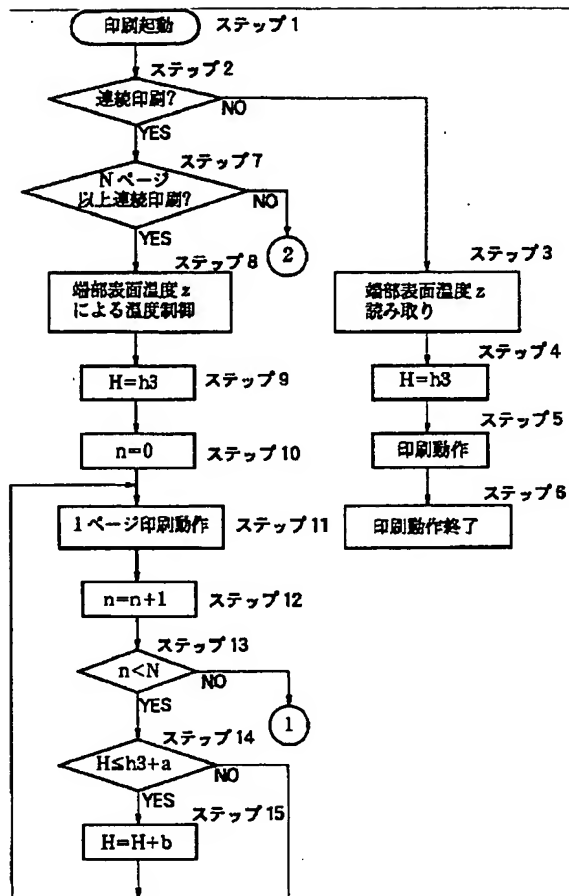 印刷起動
ステップ1
ステップ2
連続印刷?
NO
YES
ステップ7
Nページ
以上連続印刷?
NO
YES
2
ステップ8
端部表面温度z
による温度制御
H=h3
ステップ9
n=0
ステップ10
1ページ印刷動作
ステップ11
n=n+1
ステップ12
ステップ13
n<N
NO
YES
1
ステップ14
H≦h3+a
NO
YES
ステップ15
H=H+b
ステップ3
端部表面温度z
読み取り
ステップ4
H=h3
ステップ5
印刷動作
ステップ6
印刷動作終了